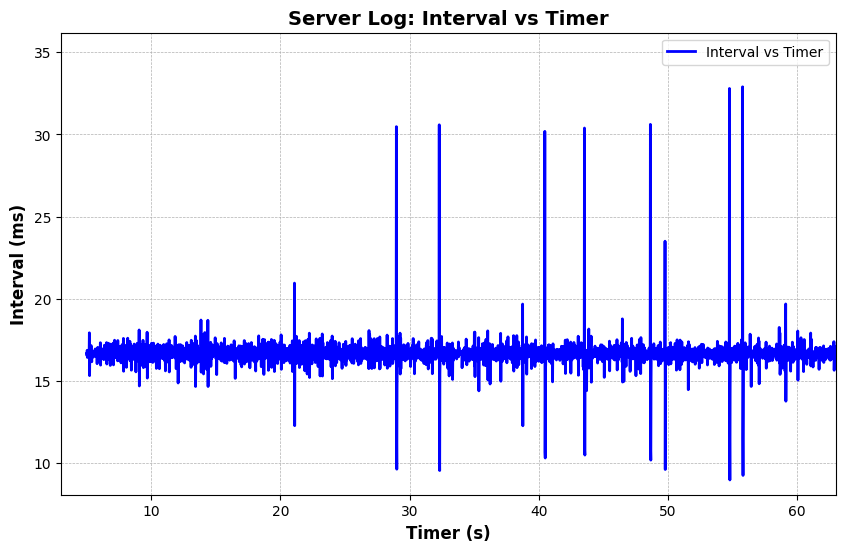 Server Log: Interval vs Timer
Interval vs Timer
35
30
25
20
15
10
Interval (ms)
10 20 30 40 50 60
Timer (s)